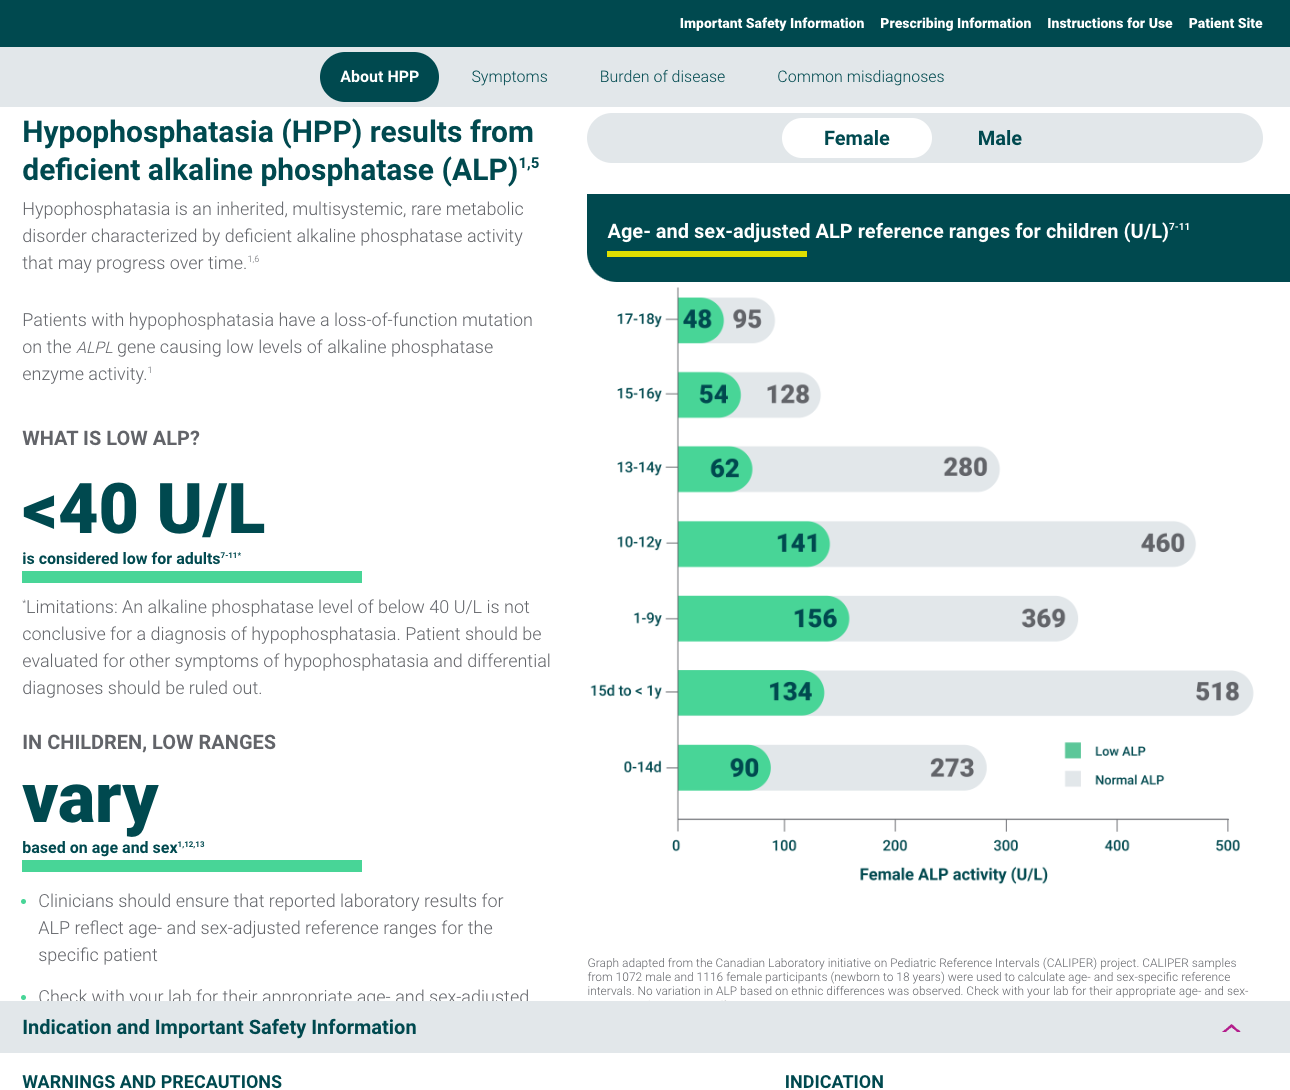 Important Safety Information Prescribing Information Instructions for Use Patient Site
About HPP Symptoms Burden of disease Common misdiagnoses
Hypophosphatasia (HPP) results from
deficient alkaline phosphatase (ALP)1,5
Hypophosphatasia is an inherited, multisystemic, rare metabolic
disorder characterized by deficient alkaline phosphatase activity
that may progress over time.1,6
Patients with hypophosphatasia have a loss-of-function mutation
on the ALPL gene causing low levels of alkaline phosphatase
enzyme activity.1
WHAT IS LOW ALP?
<40 U/L
is considered low for adults7-11*
*Limitations: An alkaline phosphatase level of below 40 U/L is not
conclusive for a diagnosis of hypophosphatasia. Patient should be
evaluated for other symptoms of hypophosphatasia and differential
diagnoses should be ruled out.
IN CHILDREN, LOW RANGES
vary
based on age and sex1,12,13
• Clinicians should ensure that reported laboratory results for
ALP reflect age- and sex-adjusted reference ranges for the
specific patient
• Check with your lab for their appropriate age- and sex-adjusted
Female Male
Age- and sex-adjusted ALP reference ranges for children (U/L)7-11
17-18y 48 95
15-16y 54 128
13-14y 62 280
10-12y 141 460
1-9y 156 369
15d to < 1y 134 518
0-14d 90 273
Low ALP
Normal ALP
0 100 200 300 400 500
Female ALP activity (U/L)
Graph adapted from the Canadian Laboratory initiative on Pediatric Reference Intervals (CALIPER) project. CALIPER samples
from 1072 male and 1116 female participants (newborn to 18 years) were used to calculate age- and sex-specific reference
intervals. No variation in ALP based on ethnic differences was observed. Check with your lab for their appropriate age- and sex-
Indication and Important Safety Information
WARNINGS AND PRECAUTIONS
INDICATION